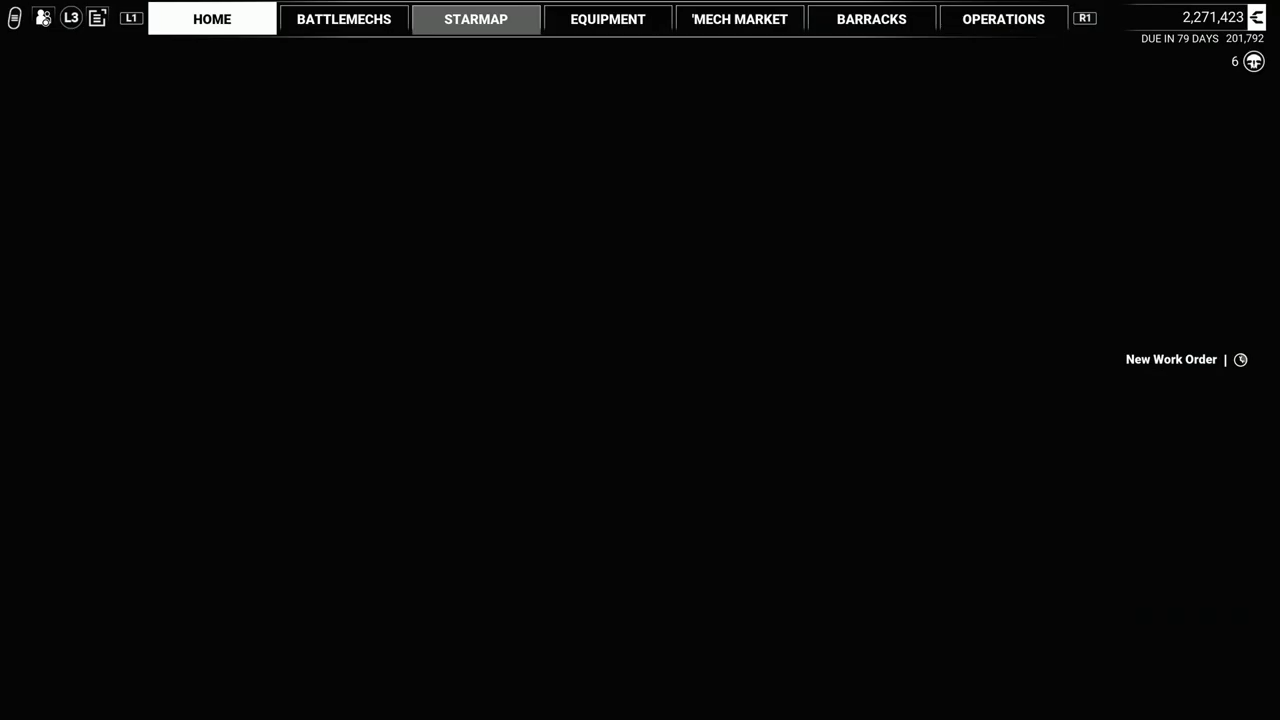 L3 L1 HOME BATTLEMECHS STARMAP EQUIPMENT 'MECH MARKET BARRACKS OPERATIONS R1 2,271,423
DUE IN 79 DAYS 201,792
6
New Work Order |